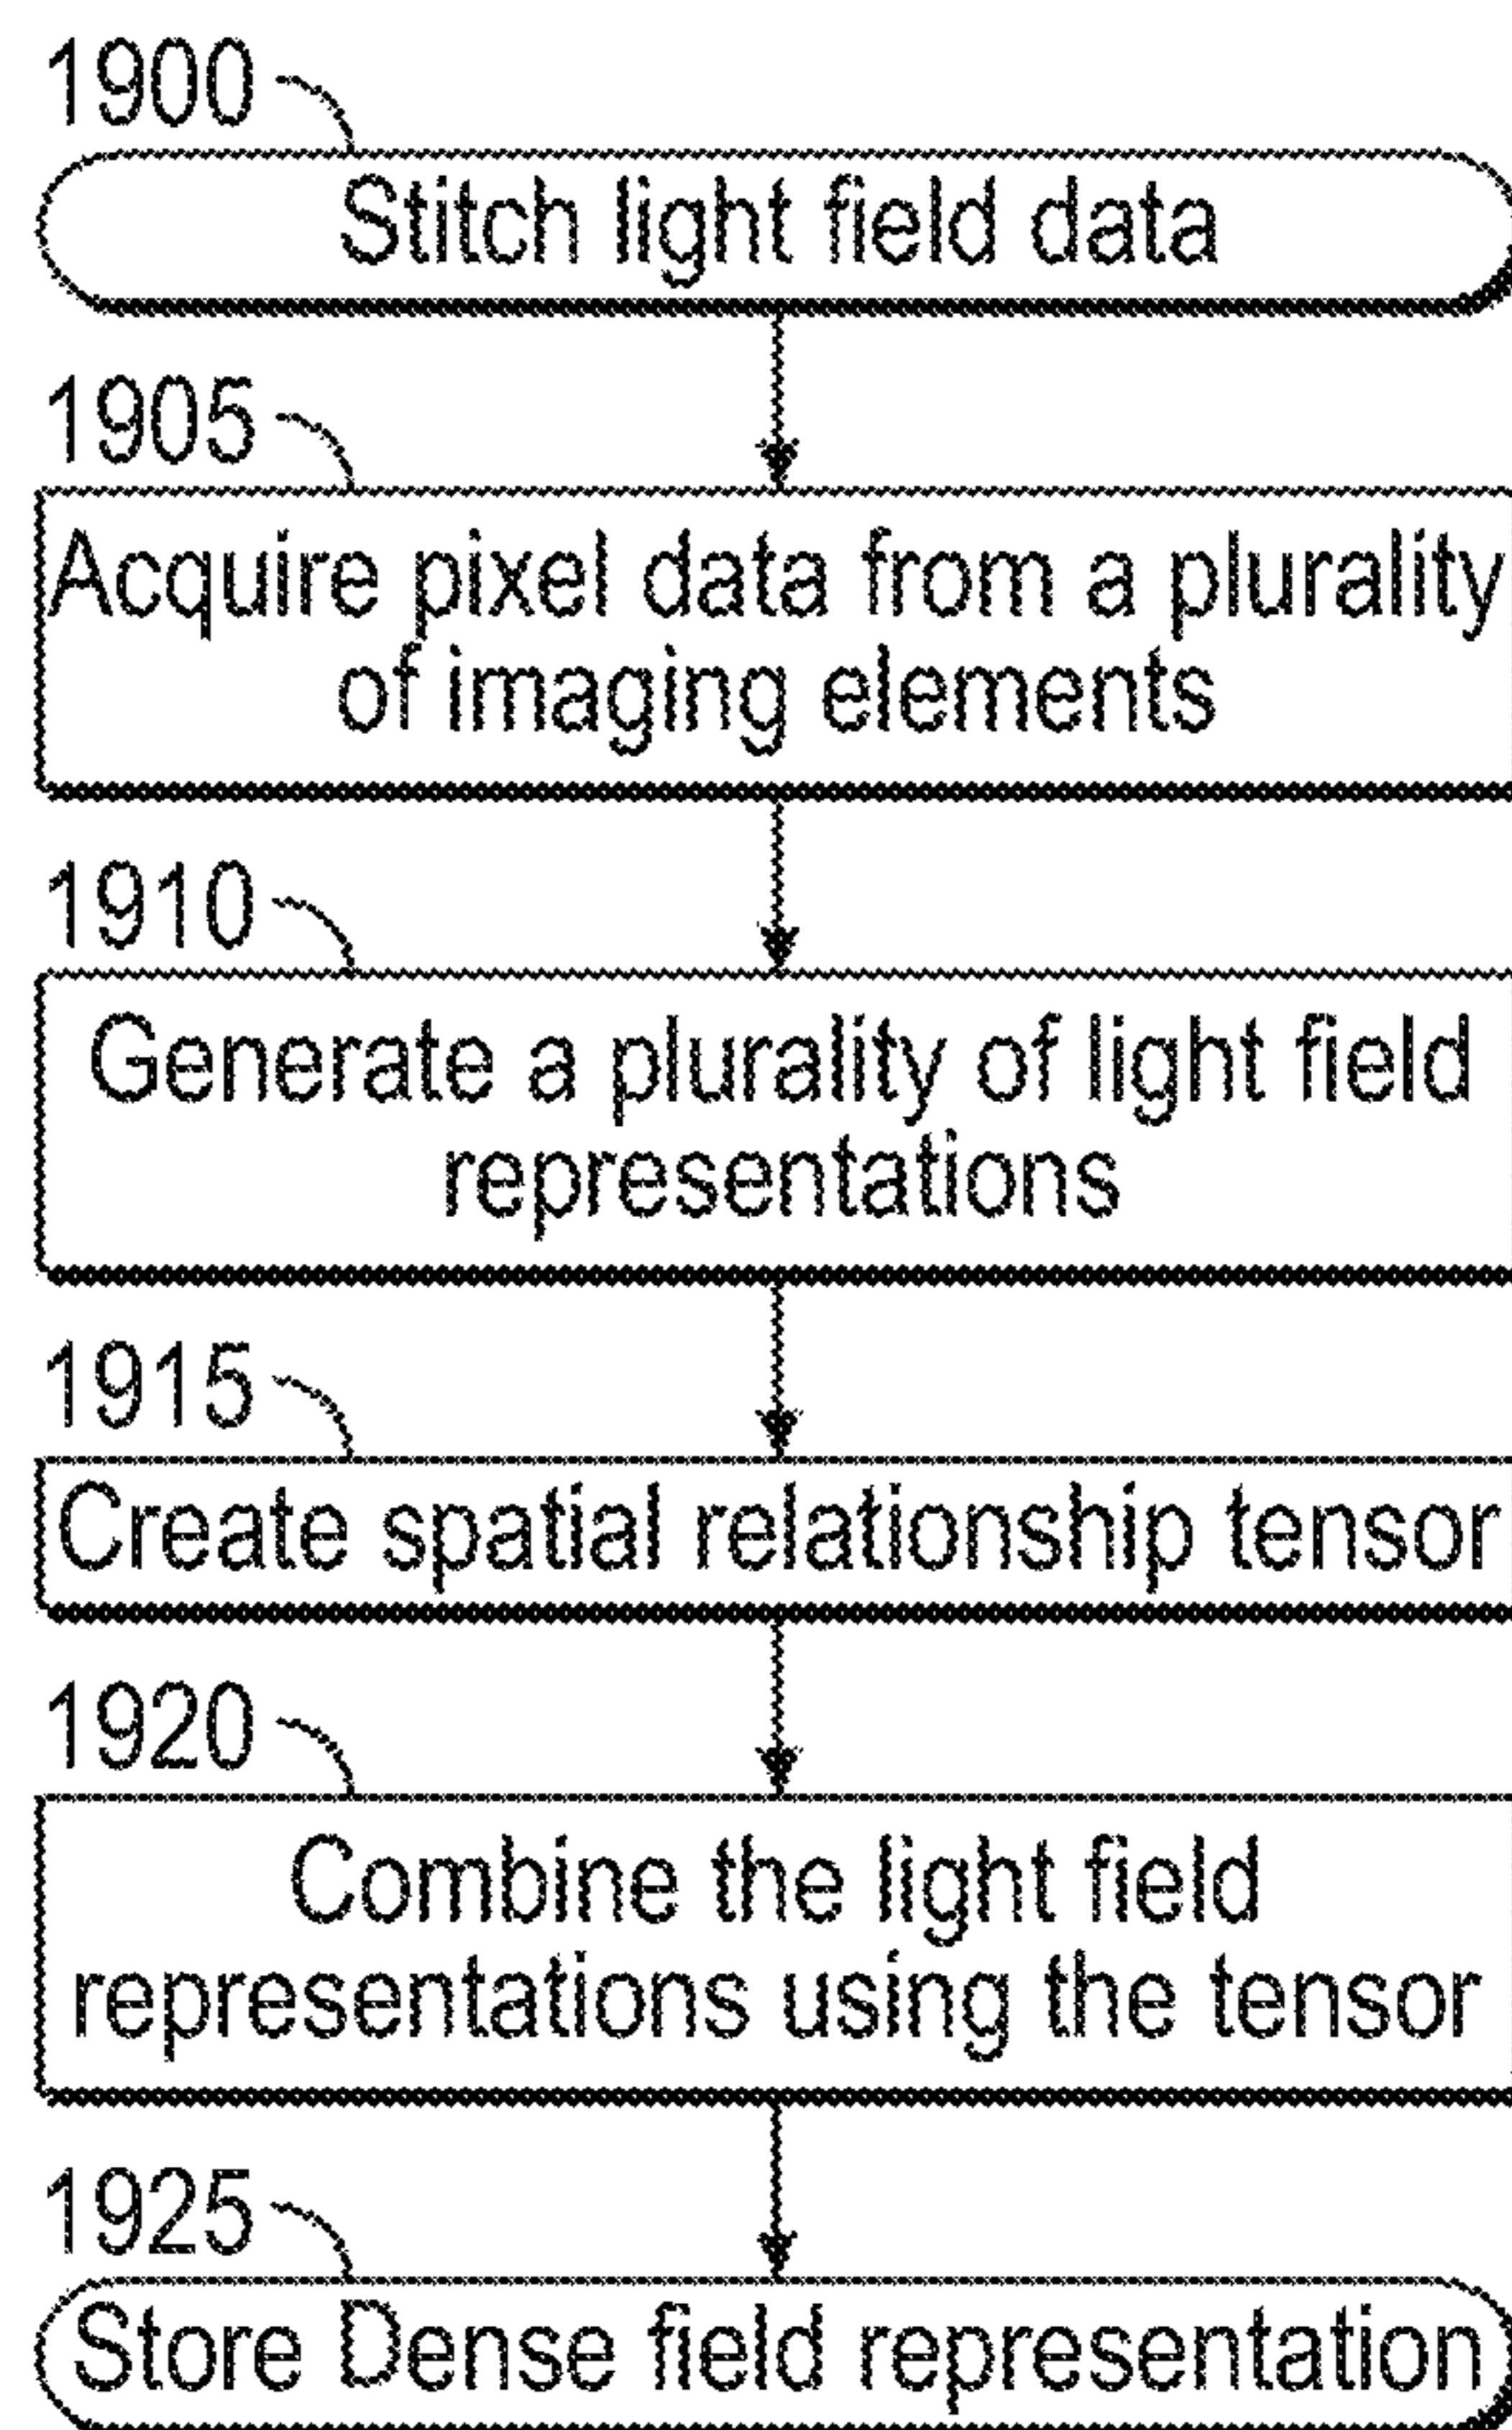 1900
Stitch light field data
1905
Acquire pixel data from a plurality
of imaging elements
1910
Generate a plurality of light field
representations
1915
Create spatial relationship tensor
1920
Combine the light field
representations using the tensor
1925
Store Dense field representation